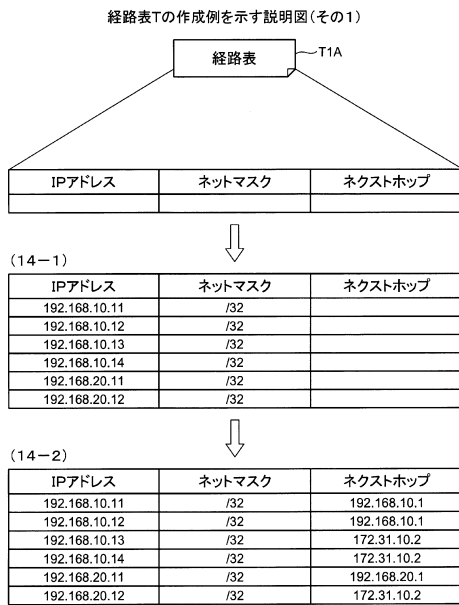 経路表Tの作成例を示す説明図(その1)
経路表
T1A
IPアドレス ネットマスク ネクストホップ
(14-1)
IPアドレス ネットマスク ネクストホップ
192.168.10.11 /32
192.168.10.12 /32
192.168.10.13 /32
192.168.10.14 /32
192.168.20.11 /32
192.168.20.12 /32
(14-2)
IPアドレス ネットマスク ネクストホップ
192.168.10.11 /32 192.168.10.1
192.168.10.12 /32 192.168.10.1
192.168.10.13 /32 172.31.10.2
192.168.10.14 /32 172.31.10.2
192.168.20.11 /32 192.168.20.1
192.168.20.12 /32 172.31.10.2